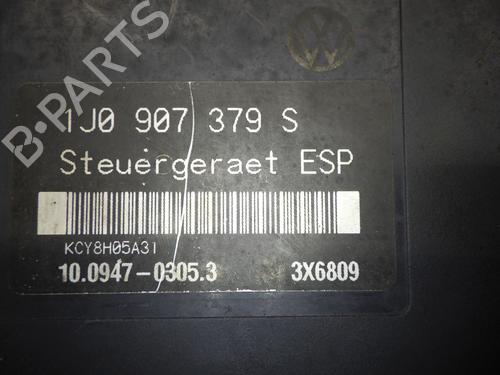 B-PARTS
1J0 907 379 S
Steuergeraet ESP
KCY8H05A31
10.0947-0305.3 3X6809